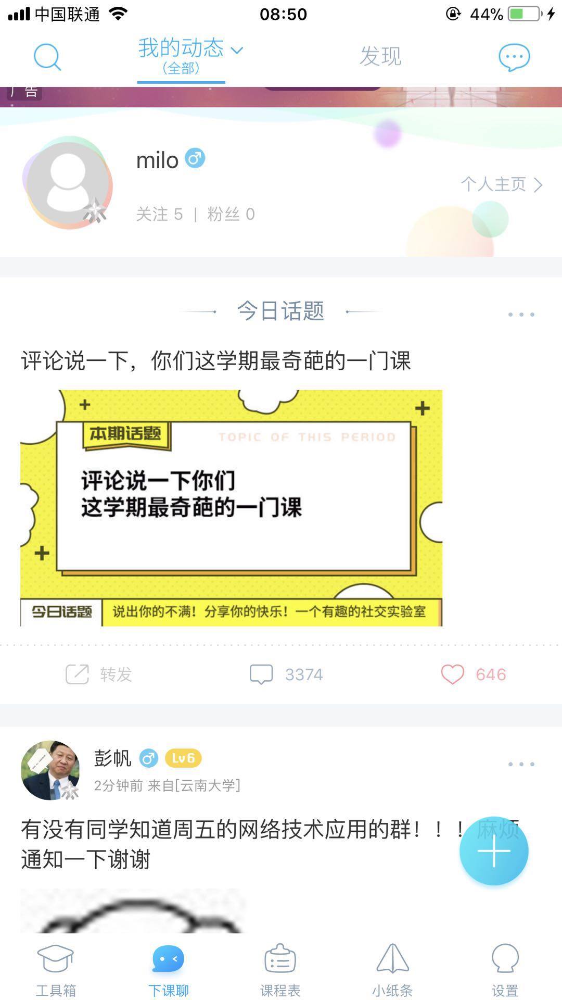 中国联通
08:50
44%
我的动态
(全部)
发现
广告
milo
个人主页
关注 5 | 粉丝 0
今日话题
评论说一下，你们这学期最奇葩的一门课
本期话题
TOPIC OF THIS PERIOD
评论说一下你们
这学期最奇葩的一门课
今日话题
说出你的不满！分享你的快乐！一个有趣的社交实验室
转发
3374
646
彭帆
Lv6
2分钟前 来自[云南大学]
有没有同学知道周五的网络技术应用的群！！！麻烦
通知一下谢谢
工具箱
下课聊
课程表
小纸条
设置